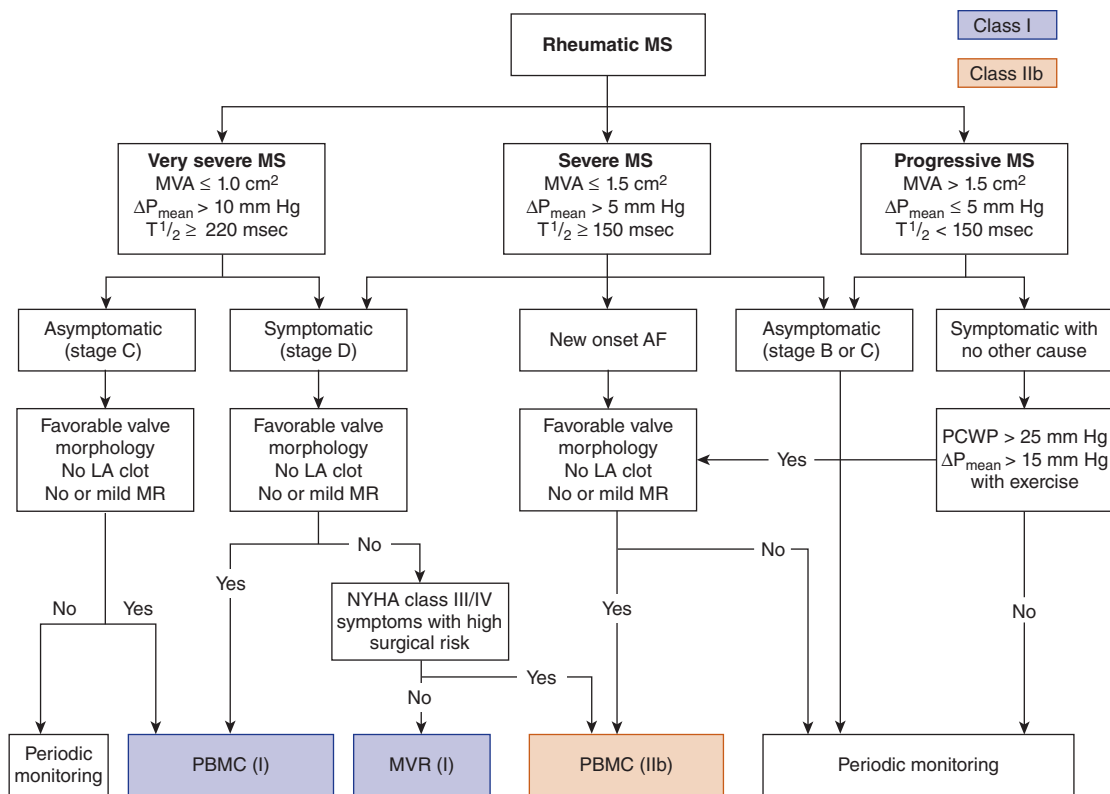 Rheumatic MS
Class I
Class IIb
Very severe MS
MVA ≤ 1.0 cm²
ΔPmean > 10 mm Hg
T1/2 ≥ 220 msec
Severe MS
MVA ≤ 1.5 cm²
ΔPmean > 5 mm Hg
T1/2 ≥ 150 msec
Progressive MS
MVA > 1.5 cm²
ΔPmean ≤ 5 mm Hg
T1/2 < 150 msec
Asymptomatic
(stage C)
Symptomatic
(stage D)
New onset AF
Asymptomatic
(stage B or C)
Symptomatic with
no other cause
Favorable valve
morphology
No LA clot
No or mild MR
Favorable valve
morphology
No LA clot
No or mild MR
Favorable valve
morphology
No LA clot
No or mild MR
Yes
PCWP > 25 mm Hg
ΔPmean > 15 mm Hg
with exercise
No
Yes
Yes
No
NYHA class III/IV
symptoms with high
surgical risk
No
Yes
Yes
No
No
Periodic
monitoring
PBMC (I)
MVR (I)
PBMC (IIb)
Periodic monitoring